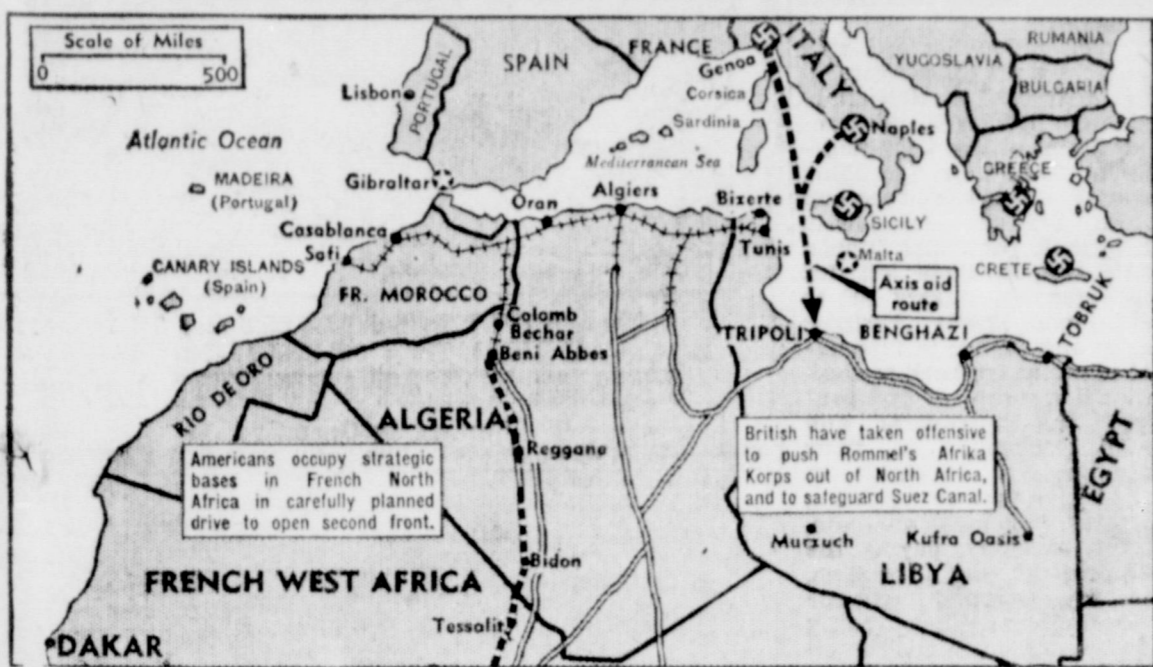 Scale of Miles
0 500
FRANCE
SPAIN
PORTUGAL
Lisbon
Genoa
ITALY
Corsica
Sardinia
YUGOSLAVIA
RUMANIA
BULGARIA
Naples
GREECE
Atlantic Ocean
Mediterranean Sea
MADEIRA
(Portugal)
Gibraltar
Oran
Algiers
Bizerte
Tunis
SICILY
Malta
CRETE
Casablanca
Safi
CANARY ISLANDS
(Spain)
FR. MOROCCO
Axis aid
route
Colomb
Bechar
Beni Abbes
TRIPOLI
BENGHAZI
TOBRUK
RIO DE ORO
ALGERIA
Reggane
EGYPT
Americans occupy strategic
bases in French North
Africa in carefully planned
drive to open second front.
British have taken offensive
to push Rommel's Afrika
Korps out of North Africa,
and to safeguard Suez Canal.
Murzuch
Kufra Oasis
Bidon
FRENCH WEST AFRICA
LIBYA
Tessalit
DAKAR